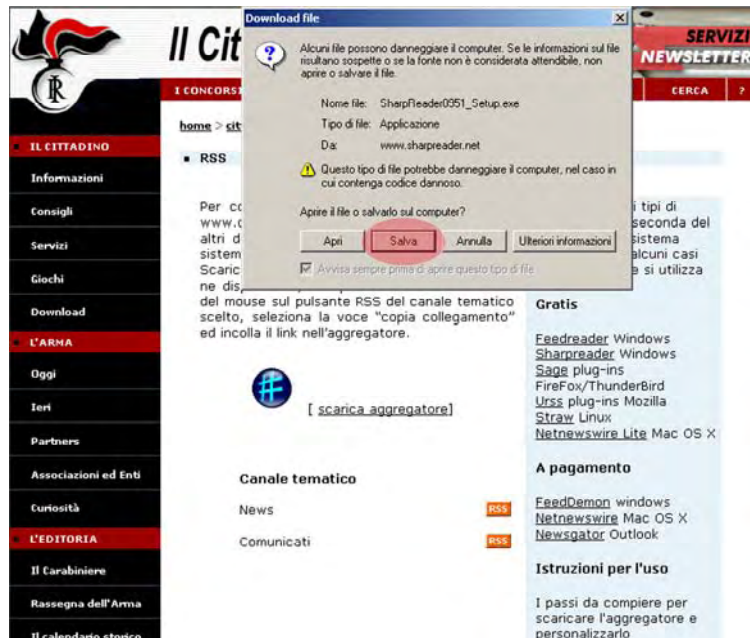 Il Cit
SERVIZI
NEWSLETTER
I CONCORSI
CERCA
?
home > cit
RSS
Download file
Alcuni file possono danneggiare il computer. Se le informazioni sul file
risultano sospette o se la fonte non è considerata attendibile, non
aprire o salvare il file.
Nome file: SharpReader0951_Setup.exe
Tipo di file: Applicazione
Da: www.sharpreader.net
Questo tipo di file potrebbe danneggiare il computer, nel caso in
cui contenga codice dannoso.
Aprire il file o salvarlo sul computer?
Apri
Salva
Annulla
Ulteriori informazioni
Avvisa sempre prima di aprire questo tipo di file
IL CITTADINO
Informazioni
Consigli
Servizi
Giochi
Download
L'ARMA
Oggi
Ieri
Partners
Associazioni ed Enti
Curiosità
L'EDITORIA
Il Carabiniere
Rassegna dell'Arma
Il calendario storico
Per co
www.c
altri d
sistem
Scaric
ne dis
i tipi di
seconda del
sistema
alcuni casi
e si utilizza
del mouse sul pulsante RSS del canale tematico
scelto, seleziona la voce "copia collegamento"
ed incolla il link nell'aggregatore.
[ scarica aggregatore]
Canale tematico
News RSS
Comunicati RSS
Gratis
Feedreader Windows
Sharpreader Windows
Sage plug-ins
FireFox/ThunderBird
Urss plug-ins Mozilla
Straw Linux
Netnewswire Lite Mac OS X
A pagamento
FeedDemon windows
Netnewswire Mac OS X
Newsgator Outlook
Istruzioni per l'uso
I passi da compiere per
scaricare l'aggregatore e
personalizzarlo